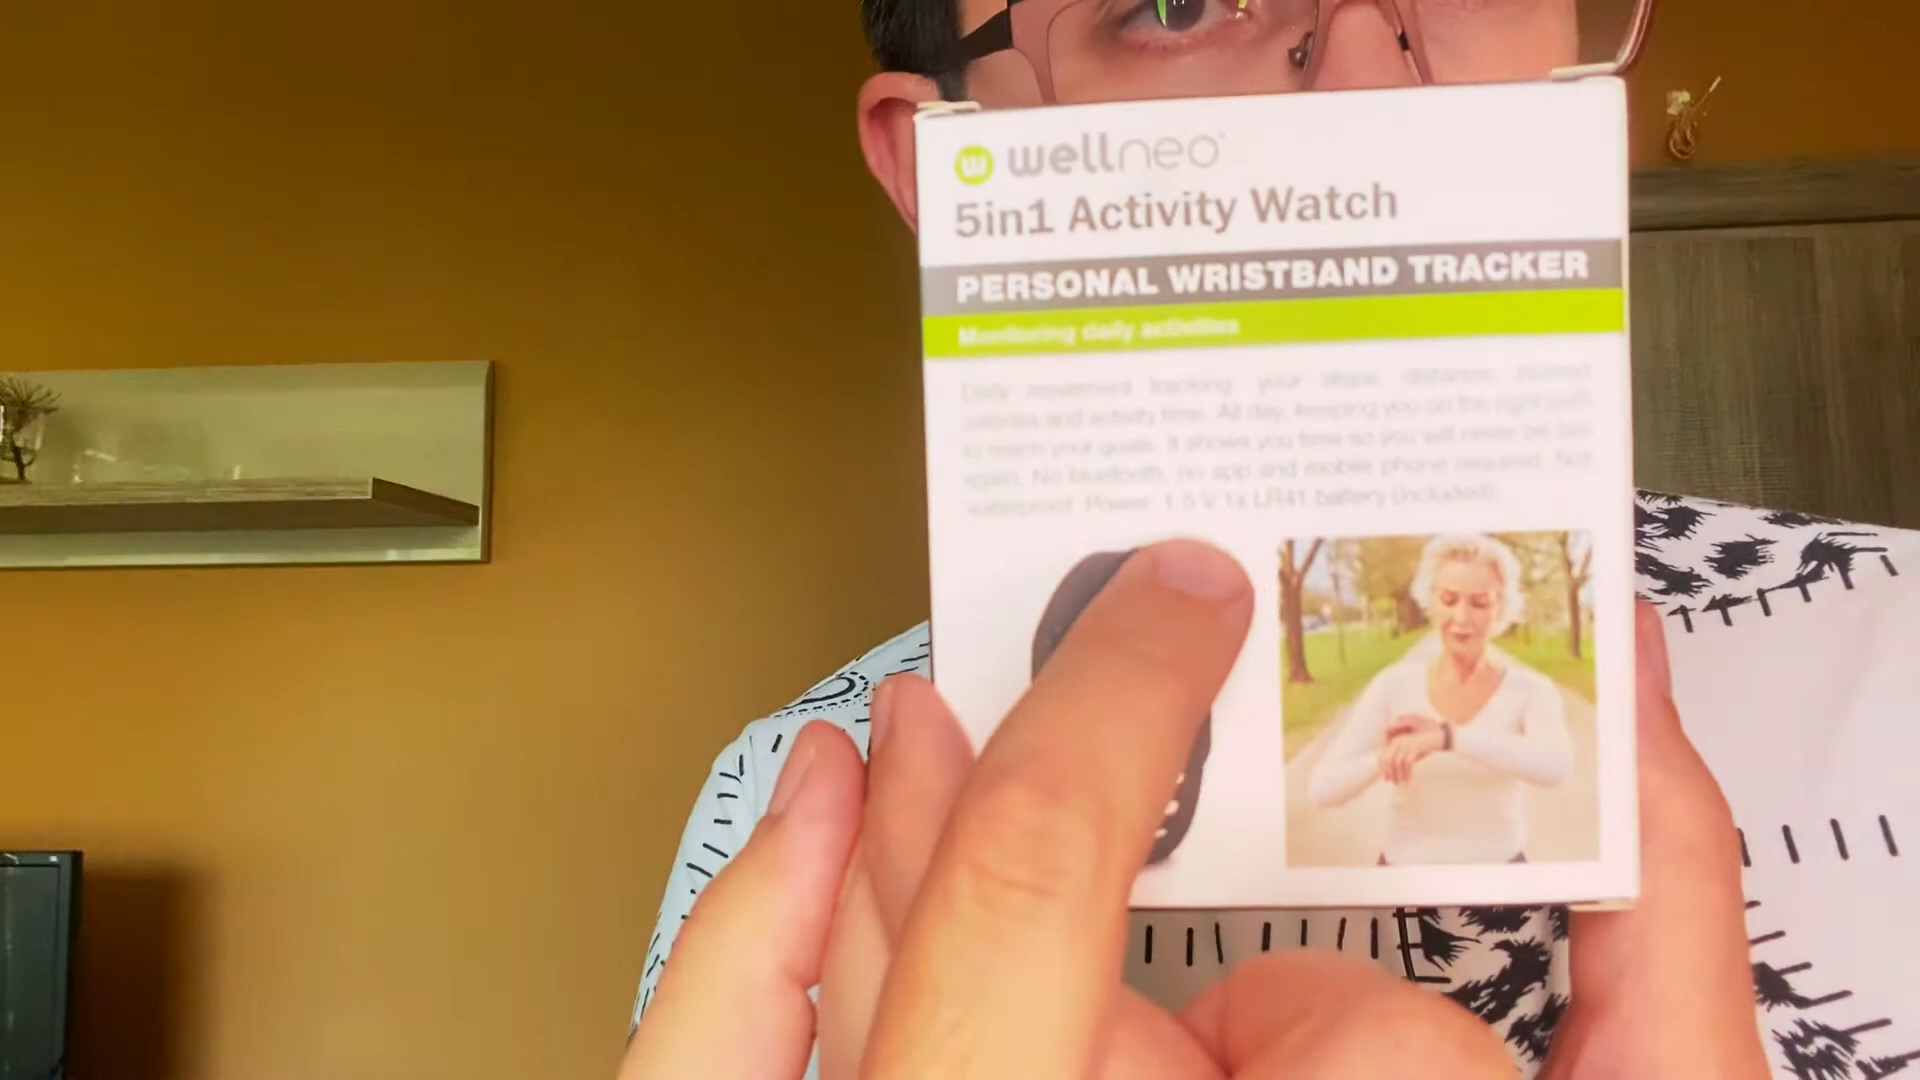 wellneo
5in1 Activity Watch
PERSONAL WRISTBAND TRACKER
Monitoring daily activities
Daily movement tracking: your steps, distance, burned
calories and activity time. All day, keeping you on the right path
to reach your goals. It shows you time so you will never be late
again. No bluetooth, no app and mobile phone required. Not
waterproof. Power: 1.5 V 1x LR41 battery (included).